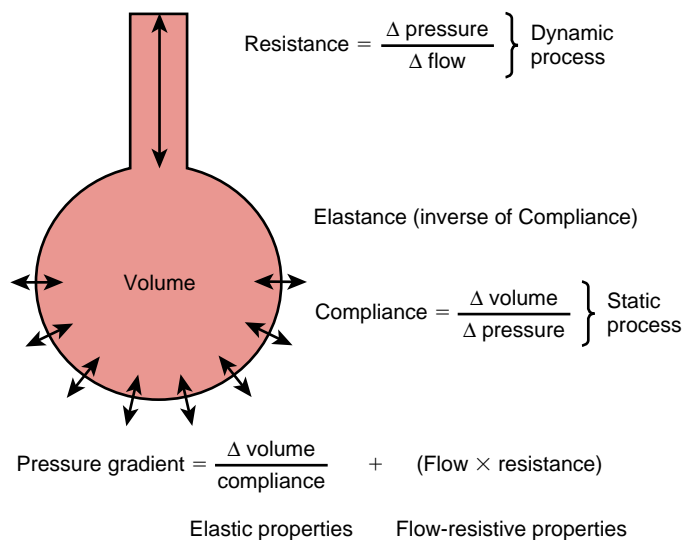 Resistance = Δ pressure / Δ flow } Dynamic process
Elastance (inverse of Compliance)
Volume
Compliance = Δ volume / Δ pressure } Static process
Pressure gradient = Δ volume / compliance + (Flow × resistance)
Elastic properties Flow-resistive properties